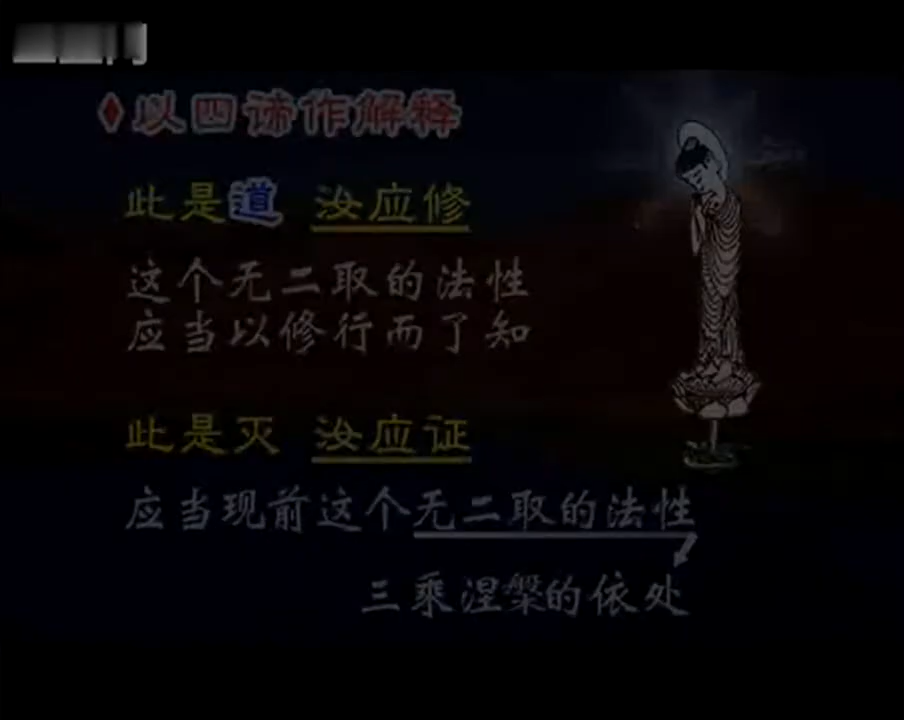 以四谛作解释
此是道 汝应修
这个无二取的法性
应当以修行而了知
此是灭 汝应证
应当现前这个无二取的法性
三乘涅槃的依处